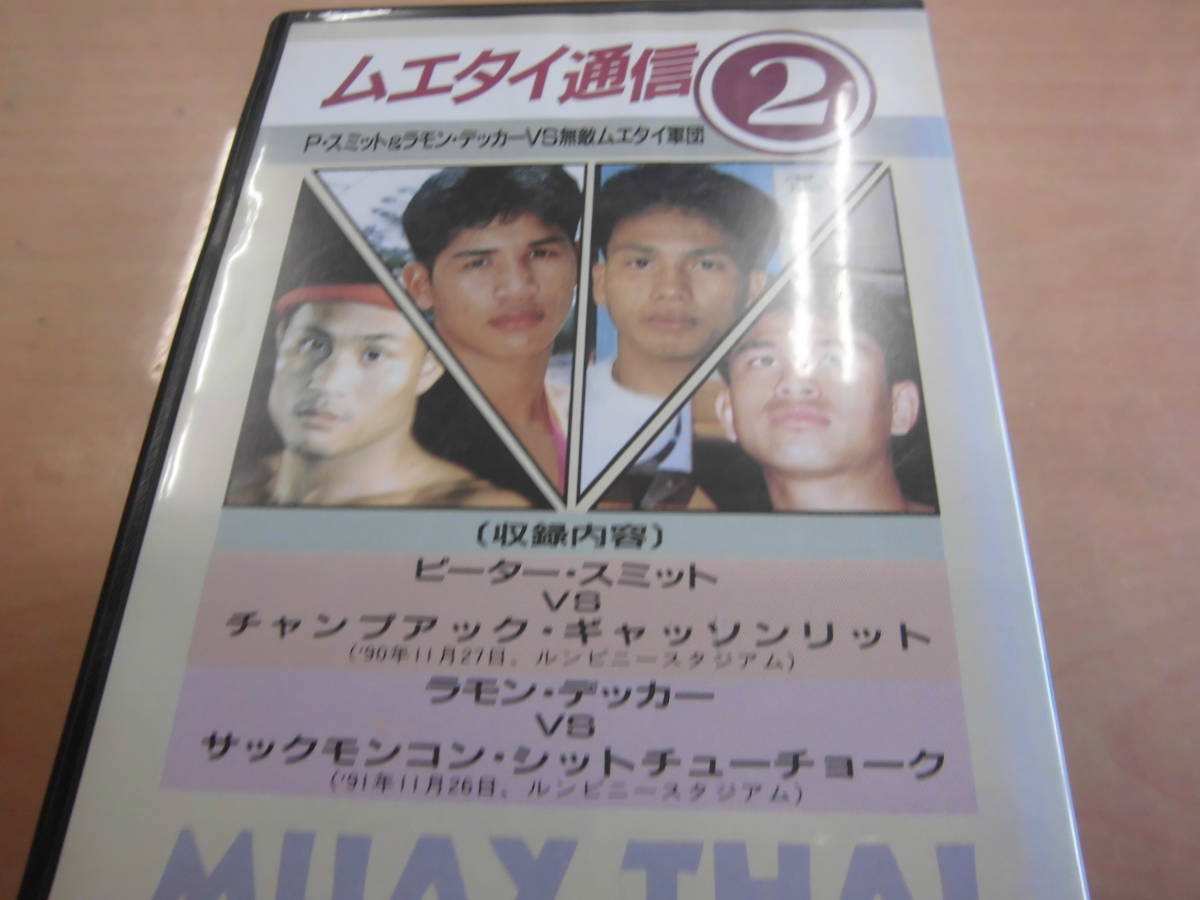 ムエタイ通信②
P・スミット&ラモン・デッカーVS無敵ムエタイ軍団
〔収録内容〕
ピーター・スミット
VS
チャンプアック・ギャッソンリット
('90年11月27日、ルンピニースタジアム)
ラモン・デッカー
VS
サックモンコン・シットチューチョーク
('91年11月26日、ルンピニースタジアム)
MUAY THAI